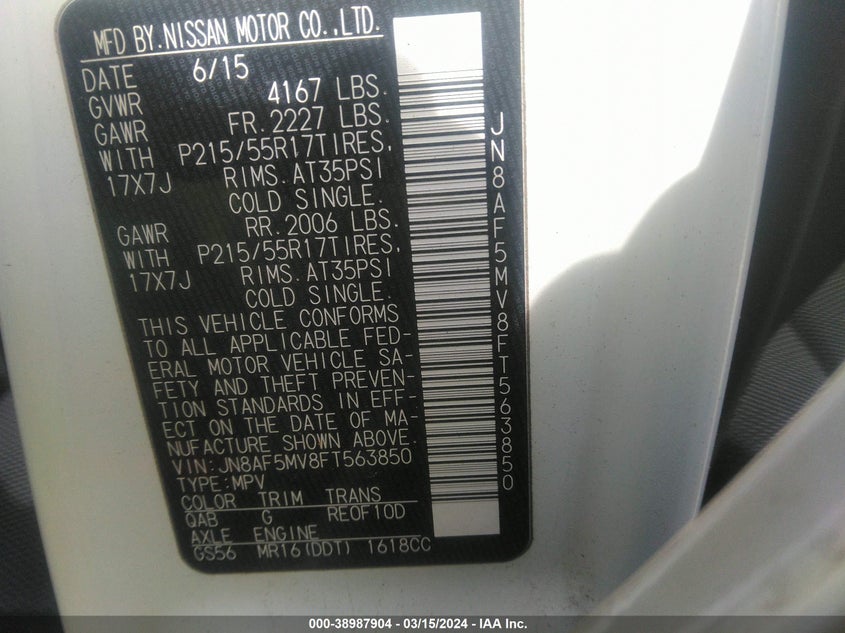 MFD BY.NISSAN MOTOR CO.,LTD.
DATE 6/15
GVWR 4167 LBS.
GAWR FR.2227 LBS.
WITH P215/55R17TIRES,
17X7J RIMS.AT35PSI
COLD SINGLE.
GAWR RR.2006 LBS.
WITH P215/55R17TIRES,
17X7J RIMS.AT35PSI
COLD SINGLE.
THIS VEHICLE CONFORMS
TO ALL APPLICABLE FED-
ERAL MOTOR VEHICLE SA-
FETY AND THEFT PREVEN-
TION STANDARDS IN EFF-
ECT ON THE DATE OF MA-
NUFACTURE SHOWN ABOVE.
VIN:JN8AF5MV8FT563850
TYPE:MPV
COLOR TRIM TRANS
QAB G RE0F10D
AXLE ENGINE
GS56 MR16(DDT) 1618CC
JN8AF5MV8FT563850
000-38987904 — 03/15/2024 — IAA Inc.